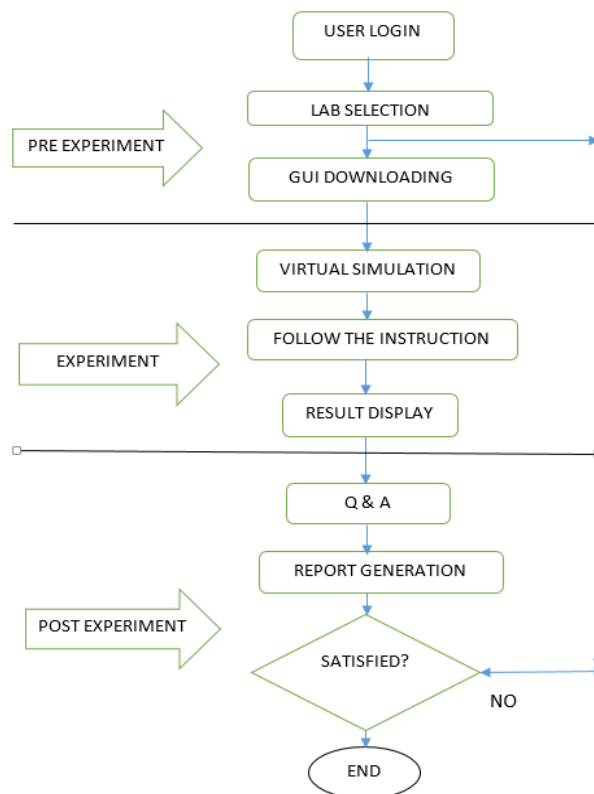 USER LOGIN
LAB SELECTION
PRE EXPERIMENT
GUI DOWNLOADING
VIRTUAL SIMULATION
FOLLOW THE INSTRUCTION
EXPERIMENT
RESULT DISPLAY
Q & A
REPORT GENERATION
POST EXPERIMENT
SATISFIED?
NO
END